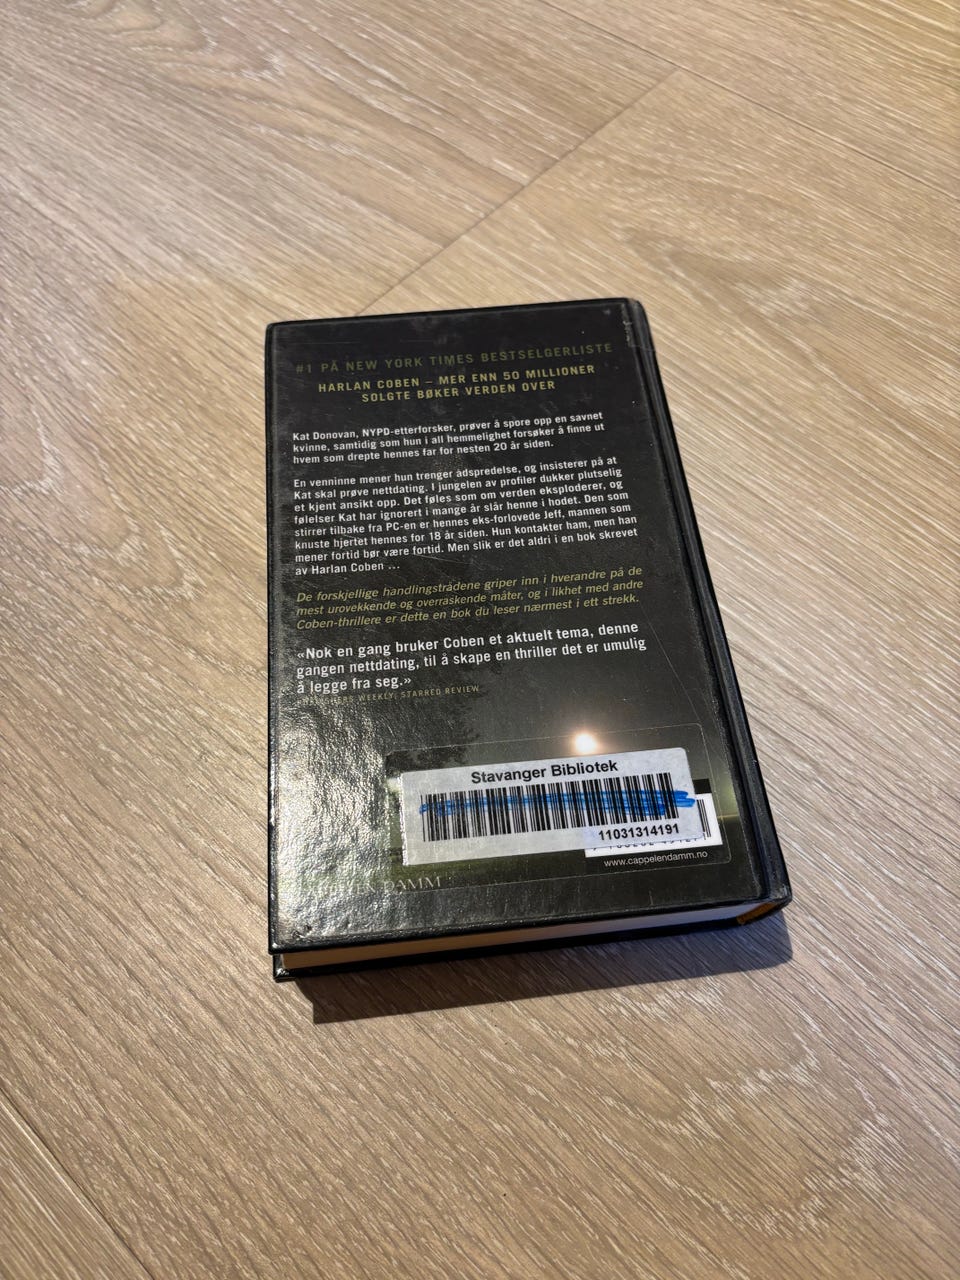 #1 PÅ NEW YORK TIMES BESTSELGERLISTE
HARLAN COBEN – MER ENN 50 MILLIONER
SOLGTE BØKER VERDEN OVER
Kat Donovan, NYPD-etterforsker, prøver å spore opp en savnet
kvinne, samtidig som hun i all hemmelighet forsøker å finne ut
hvem som drepte hennes far for nesten 20 år siden.
En venninne mener hun trenger adspredelse, og insisterer på at
Kat skal prøve nettdating. I jungelen av profiler dukker plutselig
et kjent ansikt opp. Det føles som om verden eksploderer, og
følelser Kat har ignorert i mange år slår henne i hodet. Den som
stirrer tilbake fra PC-en er hennes eks-forlovede Jeff, mannen som
knuste hjertet hennes for 18 år siden. Hun kontakter ham, men han
mener fortid bør være fortid. Men slik er det aldri i en bok skrevet
av Harlan Coben ...
De forskjellige handlingstrådene griper inn i hverandre på de
mest urovekkende og overraskende måter, og i likhet med andre
Coben-thrillere er dette en bok du leser nærmest i ett strekk.
«Nok en gang bruker Coben et aktuelt tema, denne
gangen nettdating, til å skape en thriller det er umulig
å legge fra seg.»
WEEKLY, STARRED REVIEW
Stavanger Bibliotek
11031314191
www.cappelendamm.no
DAMM